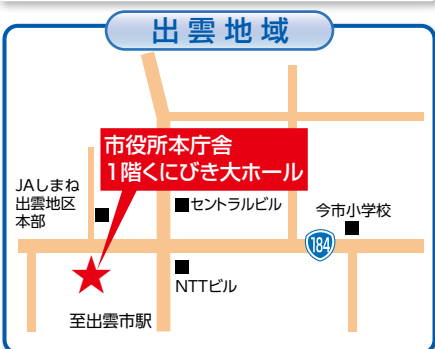 出雲地域
市役所本庁舎
1階くにびき大ホール
JAしまね
出雲地区
本部
セントラルビル
今市小学校
184
NTTビル
至出雲市駅